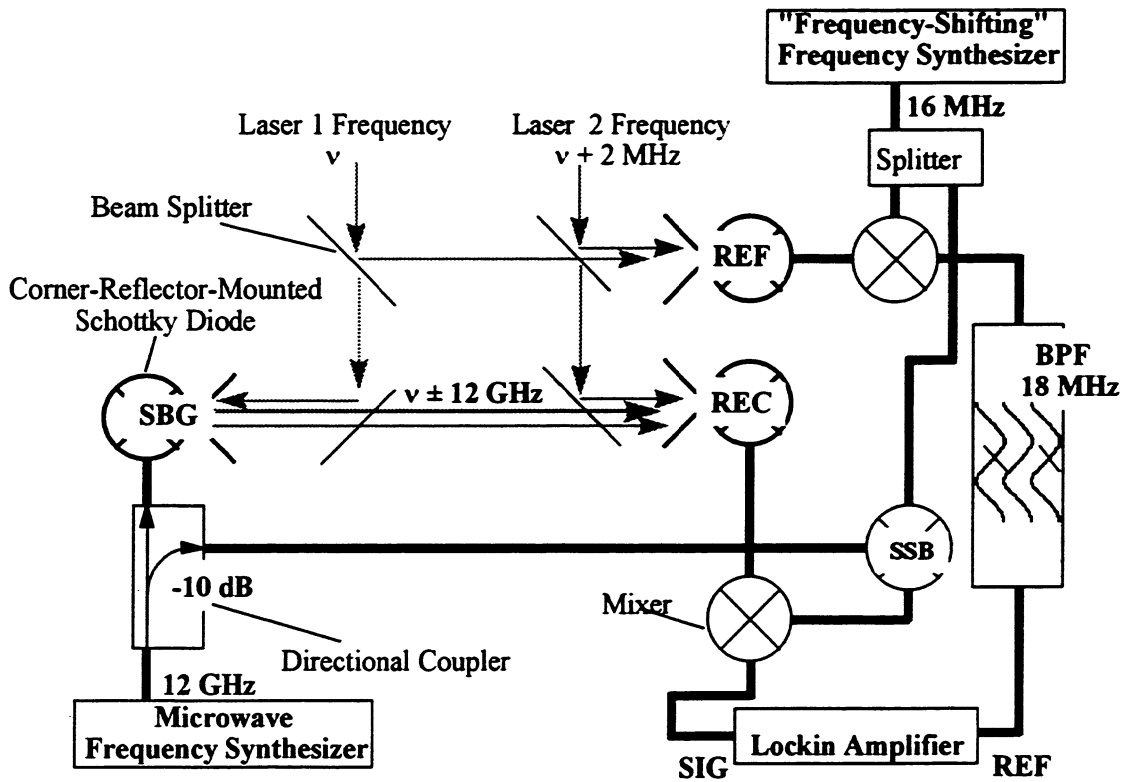 "Frequency-Shifting"
Frequency Synthesizer
16 MHz
Laser 1 Frequency
ν
Laser 2 Frequency
ν + 2 MHz
Splitter
Beam Splitter
REF
Corner-Reflector-Mounted
Schottky Diode
BPF
18 MHz
ν ± 12 GHz
SBG
REC
SSB
-10 dB
Mixer
Directional Coupler
12 GHz
Microwave
Frequency Synthesizer
Lockin Amplifier
SIG
REF